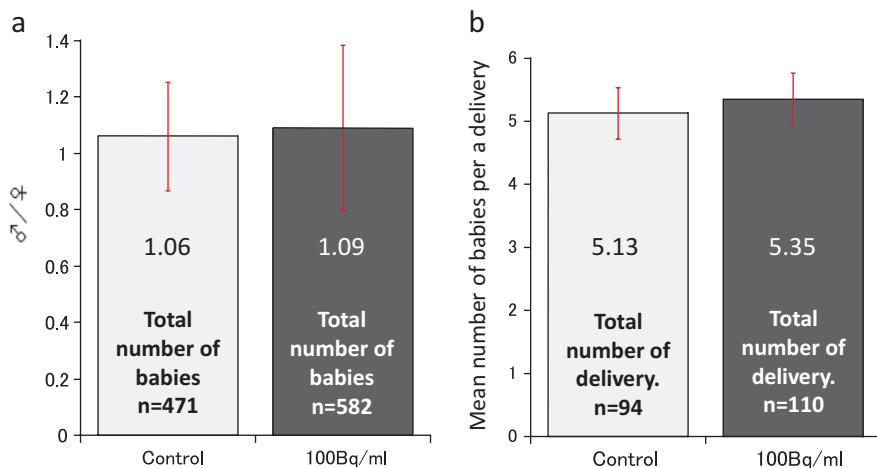 a
1.4
1.2
1
0.8
0.6
0.4
0.2
0
♂/♀
1.06
Total
number of
babies
n=471
1.09
Total
number of
babies
n=582
Control
100Bq/ml
b
6
5
4
3
2
1
0
Mean number of babies per a delivery
5.13
Total
number of
delivery.
n=94
5.35
Total
number of
delivery.
n=110
Control
100Bq/ml